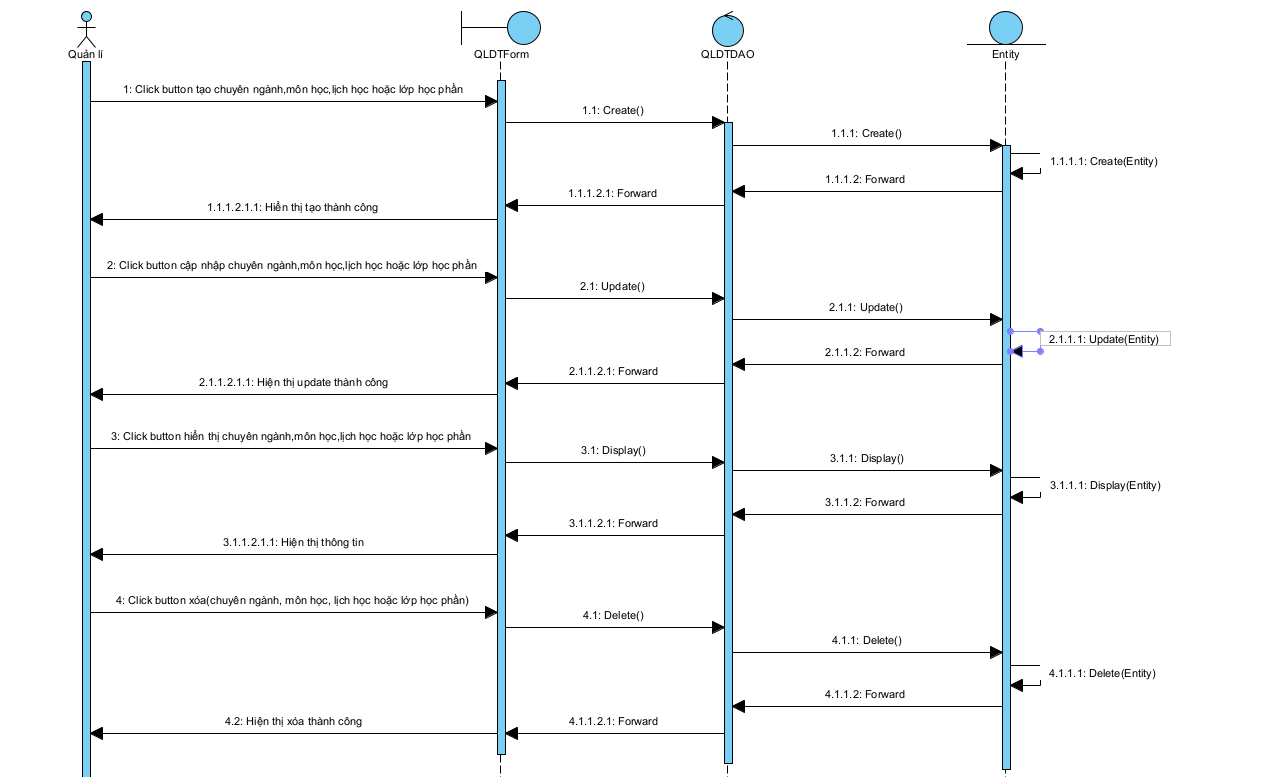 Quản lí
QLDTForm
QLDTDAO
Entity
1: Click button tạo chuyên ngành,môn học,lịch học hoặc lớp học phần
1.1: Create()
1.1.1: Create()
1.1.1.1: Create(Entity)
1.1.1.2: Forward
1.1.1.2.1: Forward
1.1.1.2.1.1: Hiển thị tạo thành công
2: Click button cập nhập chuyên ngành,môn học,lịch học hoặc lớp học phần
2.1: Update()
2.1.1: Update()
2.1.1.1: Update(Entity)
2.1.1.2: Forward
2.1.1.2.1: Forward
2.1.1.2.1.1: Hiện thị update thành công
3: Click button hiển thị chuyên ngành,môn học,lịch học hoặc lớp học phần
3.1: Display()
3.1.1: Display()
3.1.1.1: Display(Entity)
3.1.1.2: Forward
3.1.1.2.1: Forward
3.1.1.2.1.1: Hiện thị thông tin
4: Click button xóa(chuyên ngành, môn học, lịch học hoặc lớp học phần)
4.1: Delete()
4.1.1: Delete()
4.1.1.1: Delete(Entity)
4.1.1.2: Forward
4.1.1.2.1: Forward
4.2: Hiện thị xóa thành công